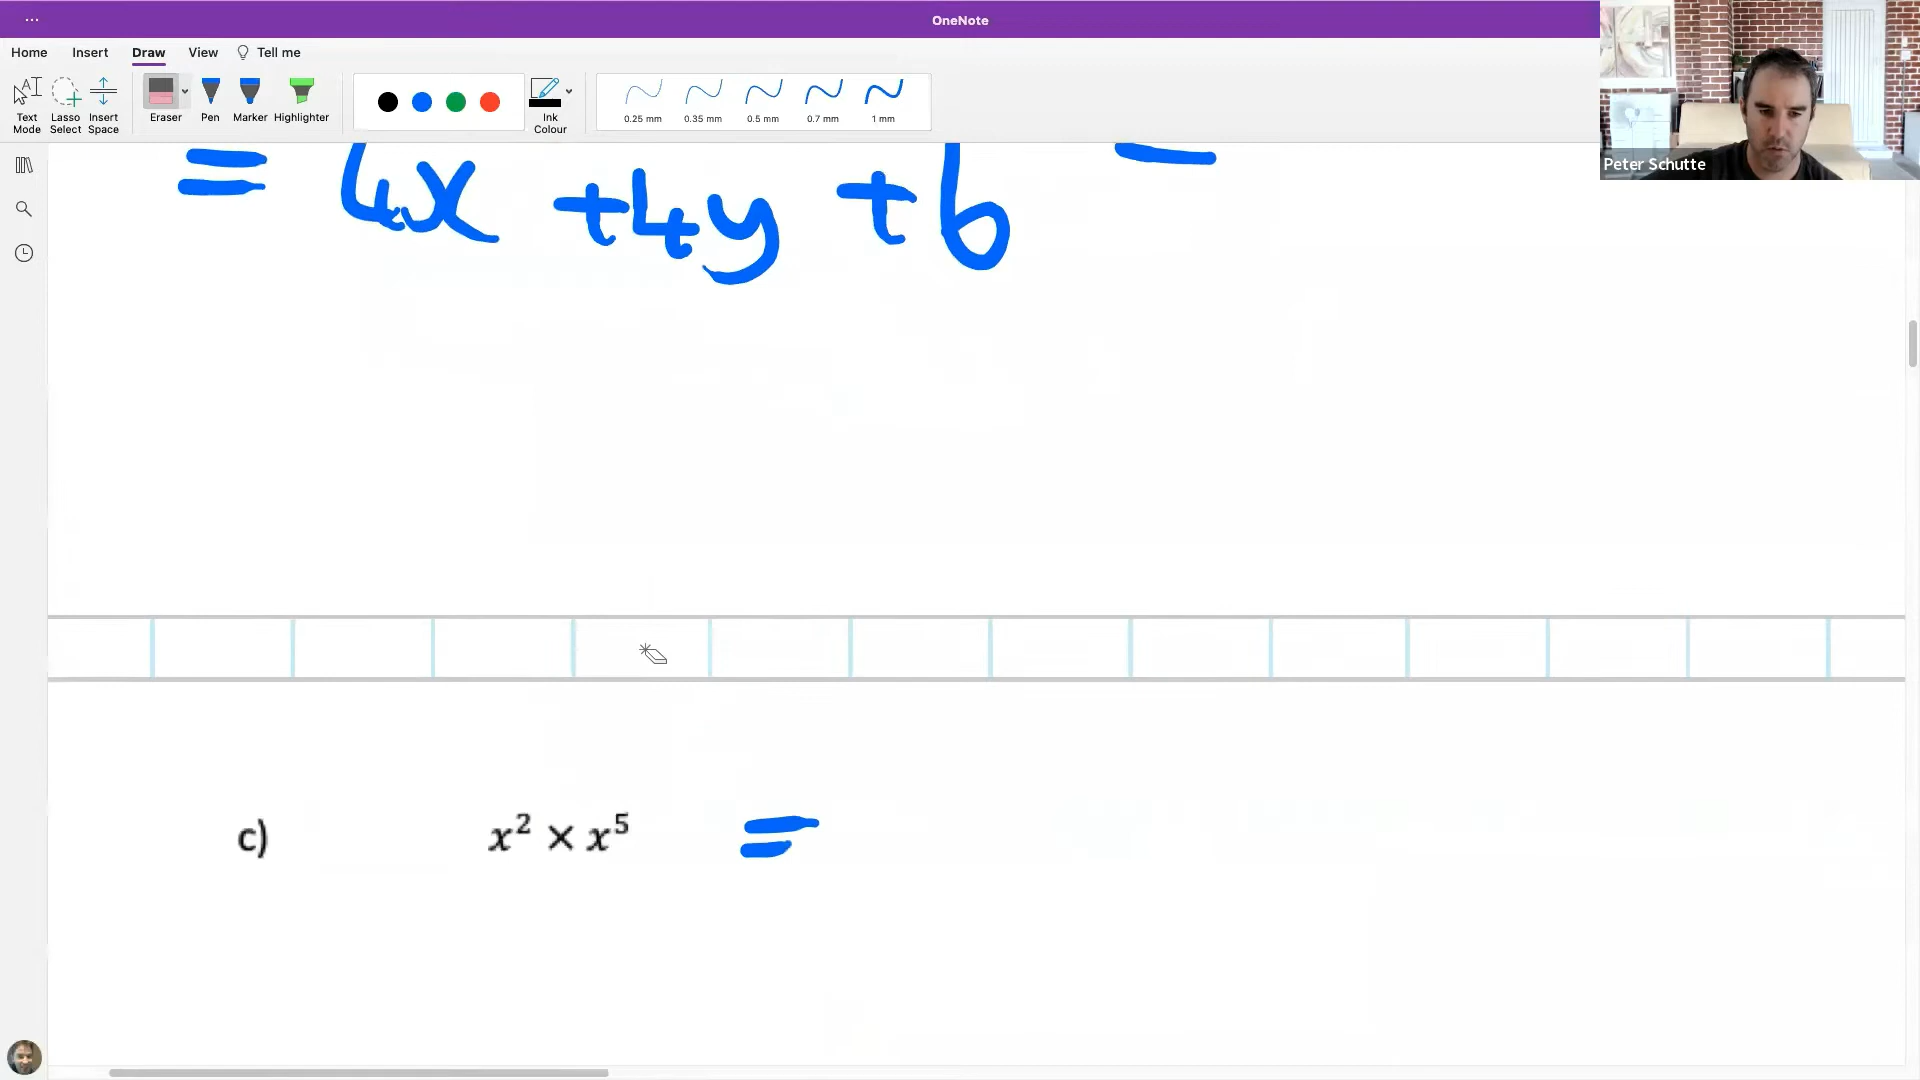 OneNote
Home Insert Draw View Tell me
Text Mode Lasso Select Insert Space Eraser Pen Marker Highlighter Ink Colour 0.25 mm 0.35 mm 0.5 mm 0.7 mm 1 mm
Peter Schutte
= 4x + 4y + 6
c) x² × x⁵ =